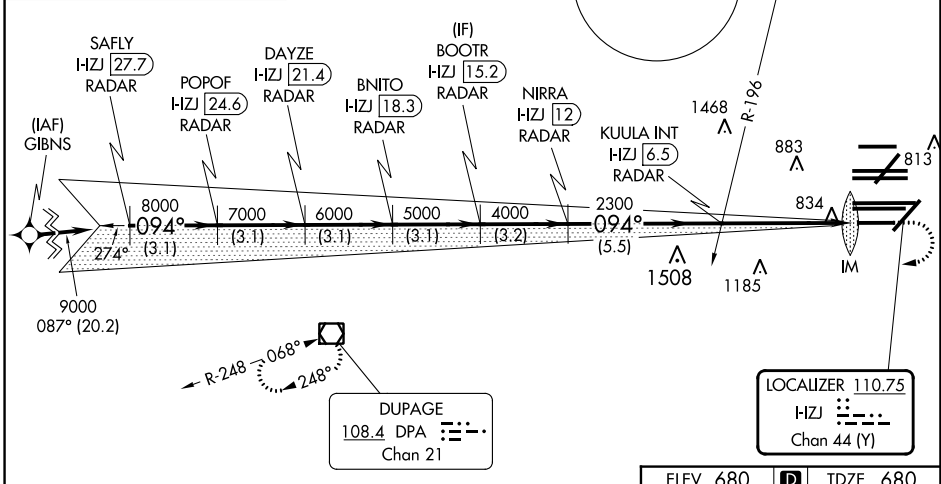 (IAF)
GIBNS
SAFLY
I-IZJ 27.7
RADAR
POPOF
I-IZJ 24.6
RADAR
DAYZE
I-IZJ 21.4
RADAR
BNITO
I-IZJ 18.3
RADAR
(IF)
BOOTR
I-IZJ 15.2
RADAR
NIRRA
I-IZJ 12
RADAR
KUULA INT
I-IZJ 6.5
RADAR
1468
R-196
883
813
834
8000
094°
(3.1)
274°
7000
(3.1)
6000
(3.1)
5000
(3.1)
4000
(3.2)
2300
094°
(5.5)
1508
1185
IM
9000
087° (20.2)
R-248
068°
248°
DUPAGE
108.4 DPA
Chan 21
LOCALIZER 110.75
I-IZJ
Chan 44 (Y)
ELEV 680 D TDZE 680